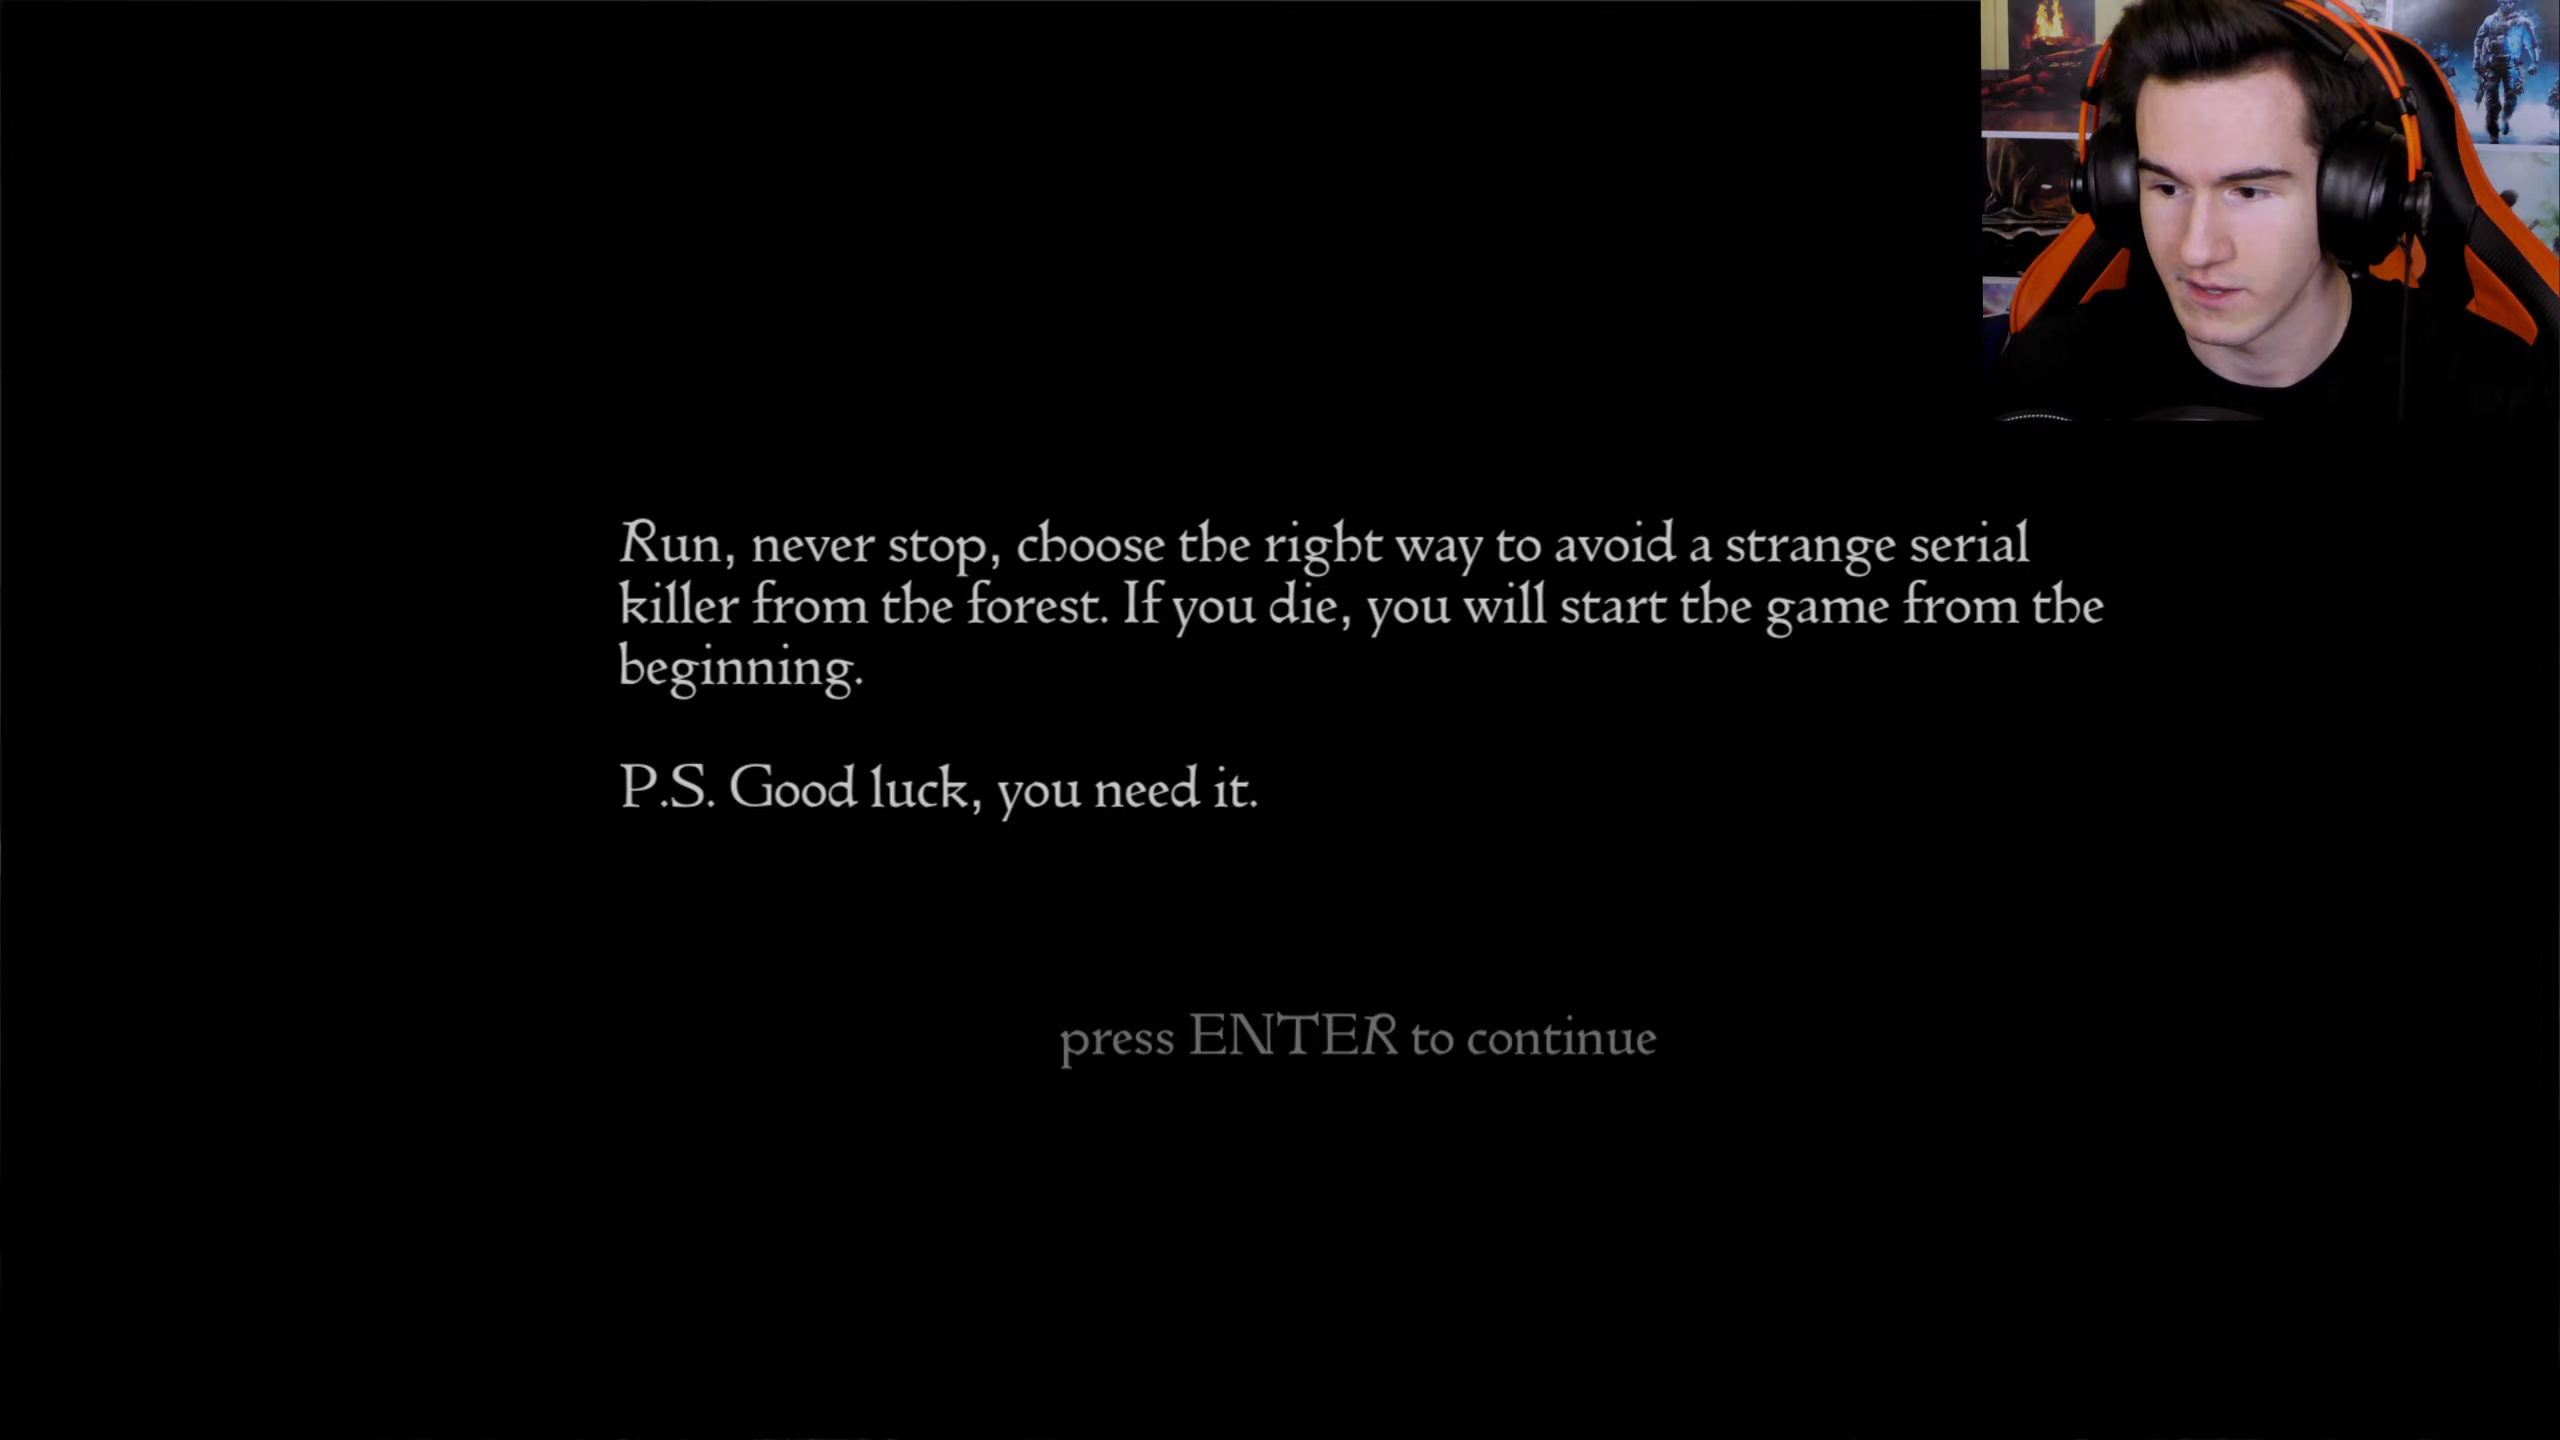 Run, never stop, choose the right way to avoid a strange serial
killer from the forest. If you die, you will start the game from the
beginning.
P.S. Good luck, you need it.
press ENTER to continue